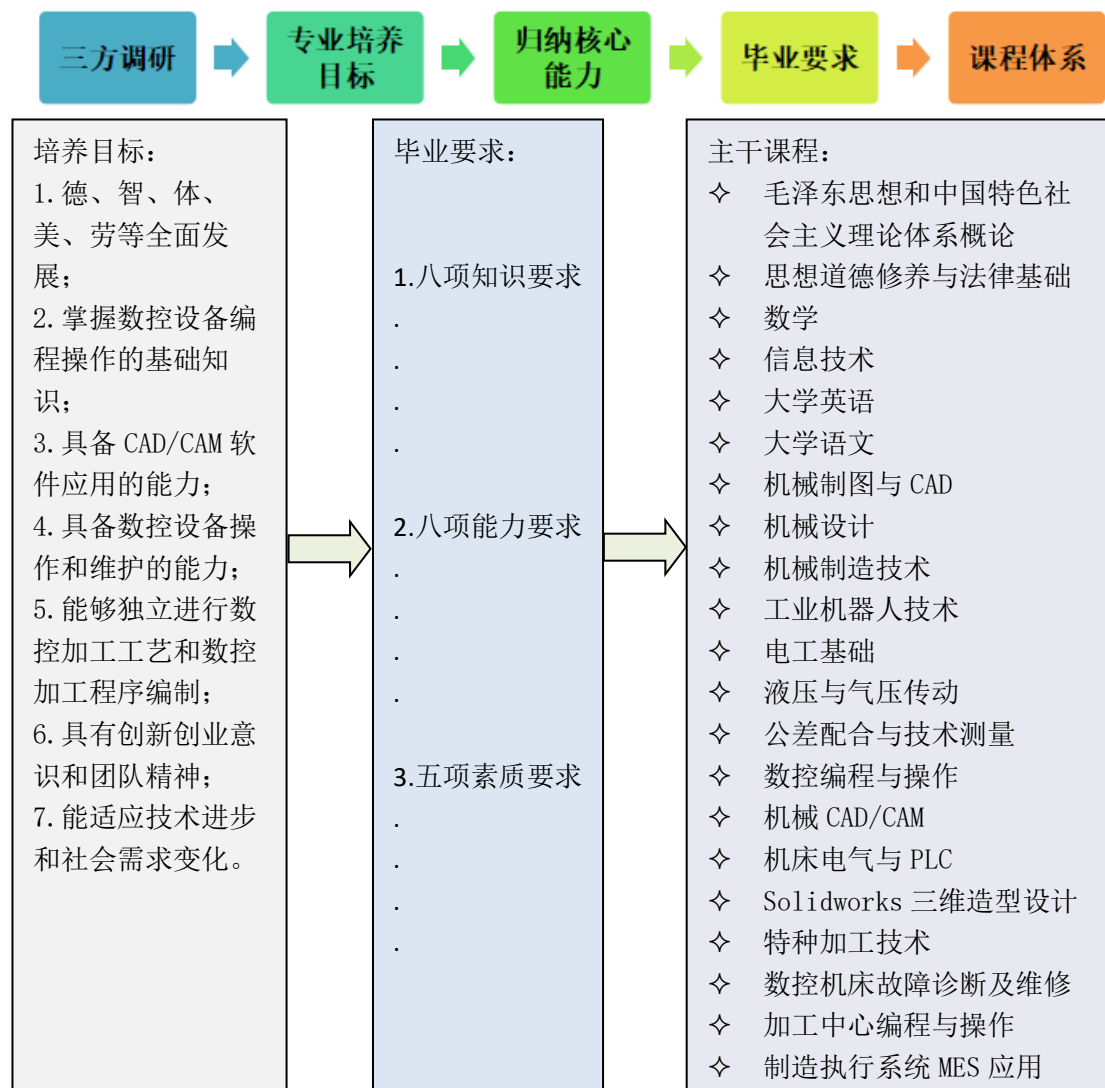 三方调研
专业培养
目标
归纳核心
能力
毕业要求
课程体系
培养目标：
1.德、智、体、
美、劳等全面发
展；
2.掌握数控设备编
程操作的基础知
识；
3.具备 CAD/CAM 软
件应用的能力；
4.具备数控设备操
作和维护的能力；
5.能够独立进行数
控加工工艺和数控
加工程序编制；
6.具有创新创业意
识和团队精神；
7.能适应技术进步
和社会需求变化。
毕业要求：
1.八项知识要求
.
.
.
.
2.八项能力要求
.
.
.
.
3.五项素质要求
.
.
.
.
主干课程：
✧ 毛泽东思想和中国特色社
会主义理论体系概论
✧ 思想道德修养与法律基础
✧ 数学
✧ 信息技术
✧ 大学英语
✧ 大学语文
✧ 机械制图与 CAD
✧ 机械设计
✧ 机械制造技术
✧ 工业机器人技术
✧ 电工基础
✧ 液压与气压传动
✧ 公差配合与技术测量
✧ 数控编程与操作
✧ 机械 CAD/CAM
✧ 机床电气与 PLC
✧ Solidworks 三维造型设计
✧ 特种加工技术
✧ 数控机床故障诊断及维修
✧ 加工中心编程与操作
✧ 制造执行系统 MES 应用